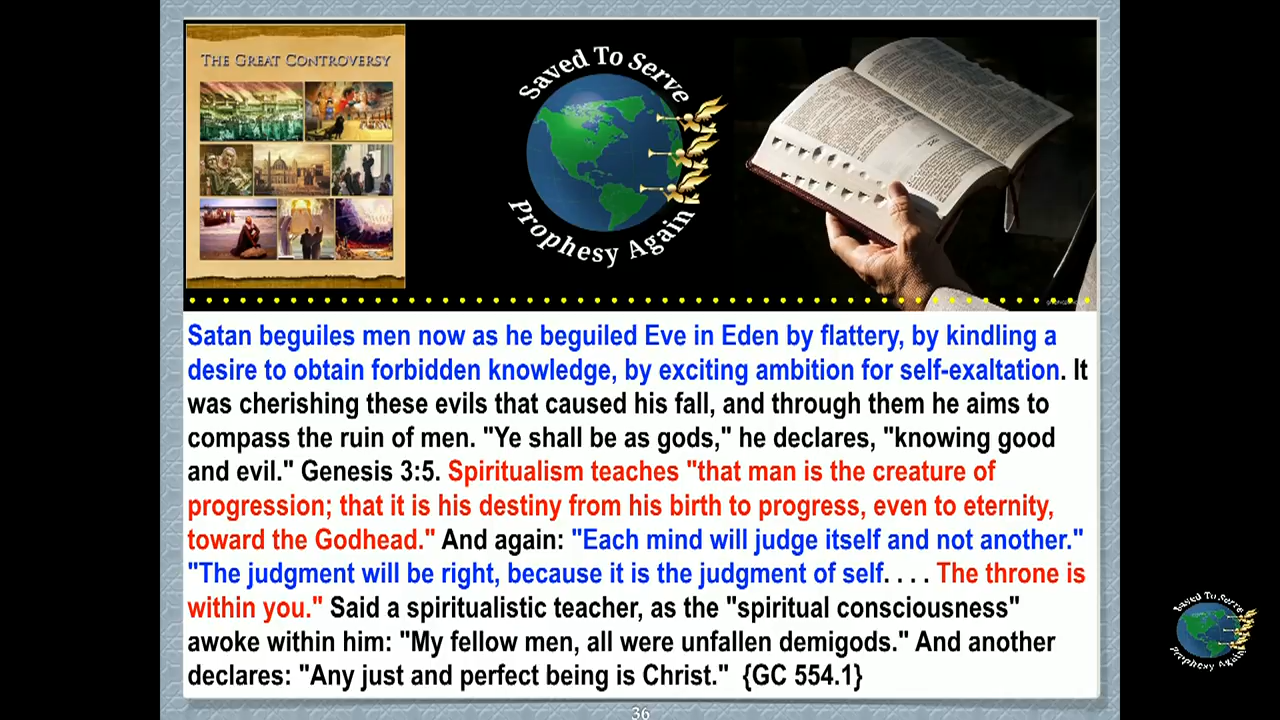 THE GREAT CONTROVERSY
Saved To Serve
Prophesy Again
Satan beguiles men now as he beguiled Eve in Eden by flattery, by kindling a
desire to obtain forbidden knowledge, by exciting ambition for self-exaltation. It
was cherishing these evils that caused his fall, and through them he aims to
compass the ruin of men. "Ye shall be as gods," he declares, "knowing good
and evil." Genesis 3:5. Spiritualism teaches "that man is the creature of
progression; that it is his destiny from his birth to progress, even to eternity,
toward the Godhead." And again: "Each mind will judge itself and not another."
"The judgment will be right, because it is the judgment of self. . . . The throne is
within you." Said a spiritualistic teacher, as the "spiritual consciousness"
awoke within him: "My fellow men, all were unfallen demigods." And another
declares: "Any just and perfect being is Christ." {GC 554.1}
Saved To Serve
Prophesy Again
36